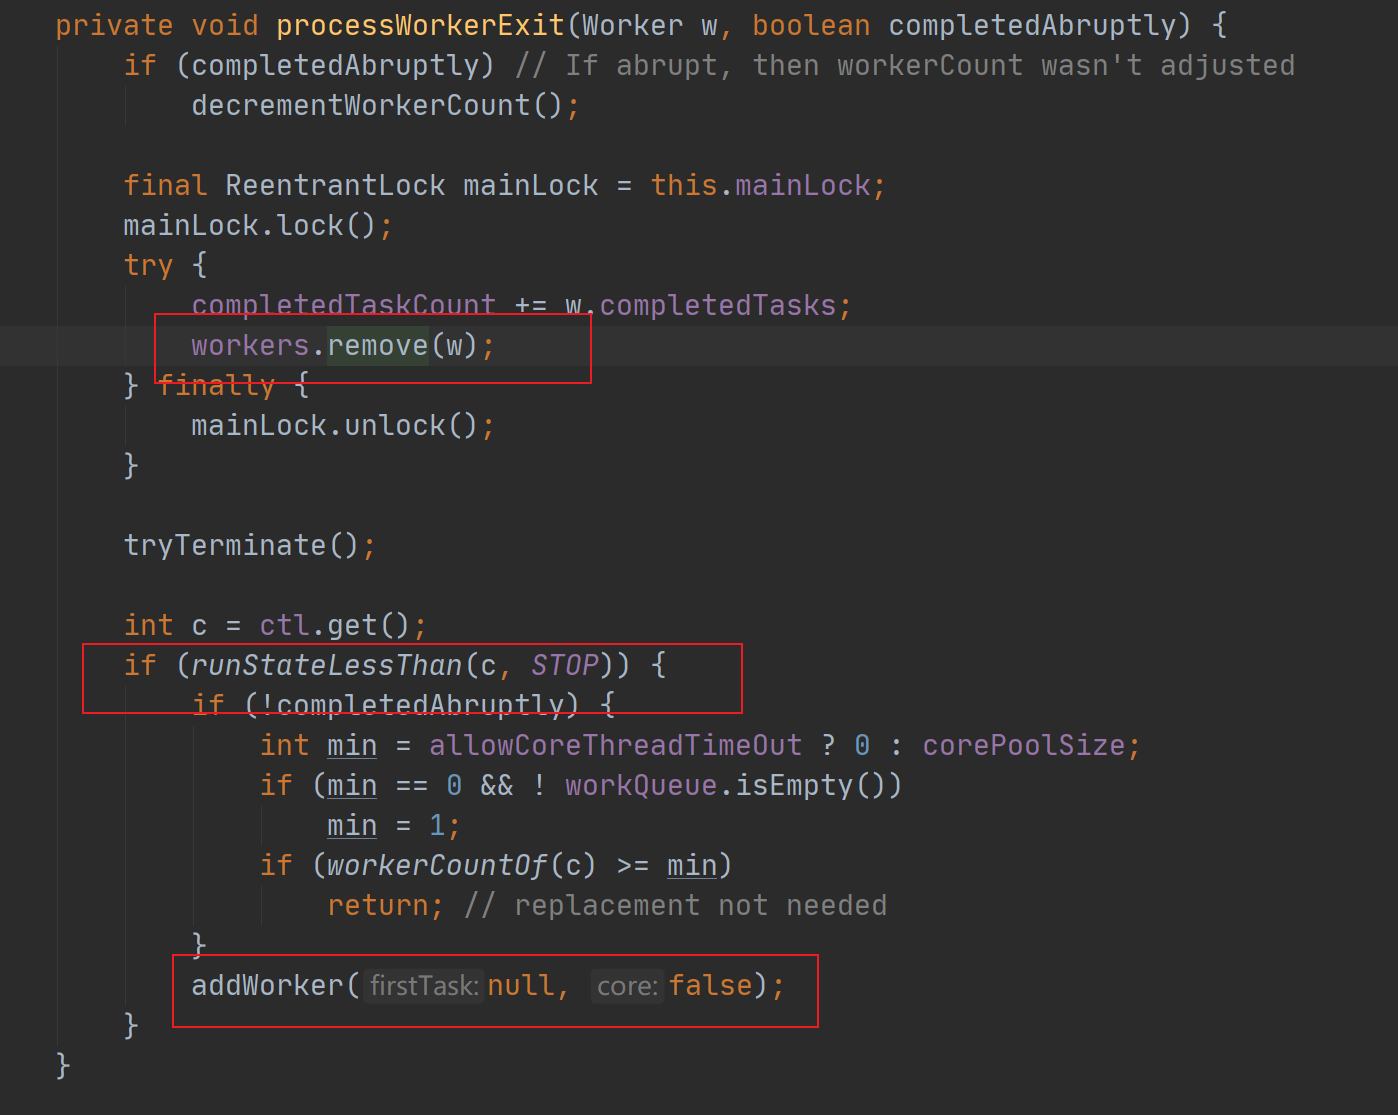 private void processWorkerExit(Worker w, boolean completedAbruptly) {
if (completedAbruptly) // If abrupt, then workerCount wasn't adjusted
decrementWorkerCount();
final ReentrantLock mainLock = this.mainLock;
mainLock.lock();
try {
completedTaskCount += w.completedTasks;
workers.remove(w);
} finally {
mainLock.unlock();
}
tryTerminate();
int c = ctl.get();
if (runStateLessThan(c, STOP)) {
if (!completedAbruptly) {
int min = allowCoreThreadTimeOut ? 0 : corePoolSize;
if (min == 0 && ! workQueue.isEmpty())
min = 1;
if (workerCountOf(c) >= min)
return; // replacement not needed
}
addWorker( firstTask: null, core: false);
}
}